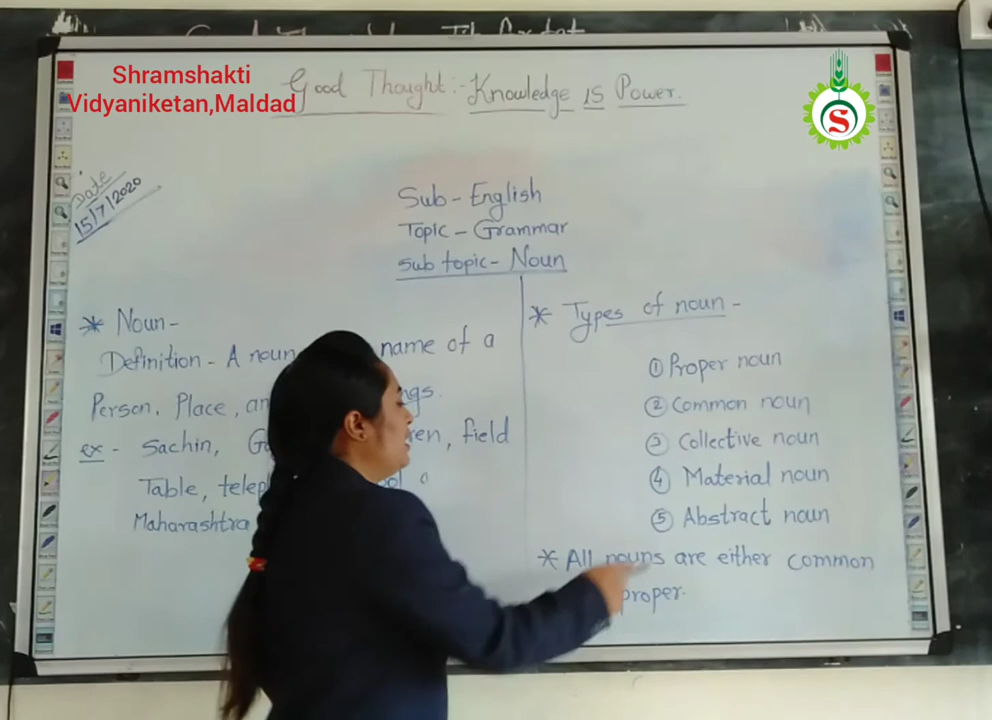 Shramshakti
Vidyaniketan,Maldad
S
Good Thought:- Knowledge is Power.
Date
15/7/2020
Sub - English
Topic - Grammar
Sub topic - Noun
* Noun-
Definition - A noun name of a
Person, Place,
ex - Sachin, field
Table,
Maharashtra
* Types of noun -
① Proper noun
② Common noun
③ Collective noun
④ Material noun
⑤ Abstract noun
* All nouns are either common
proper.